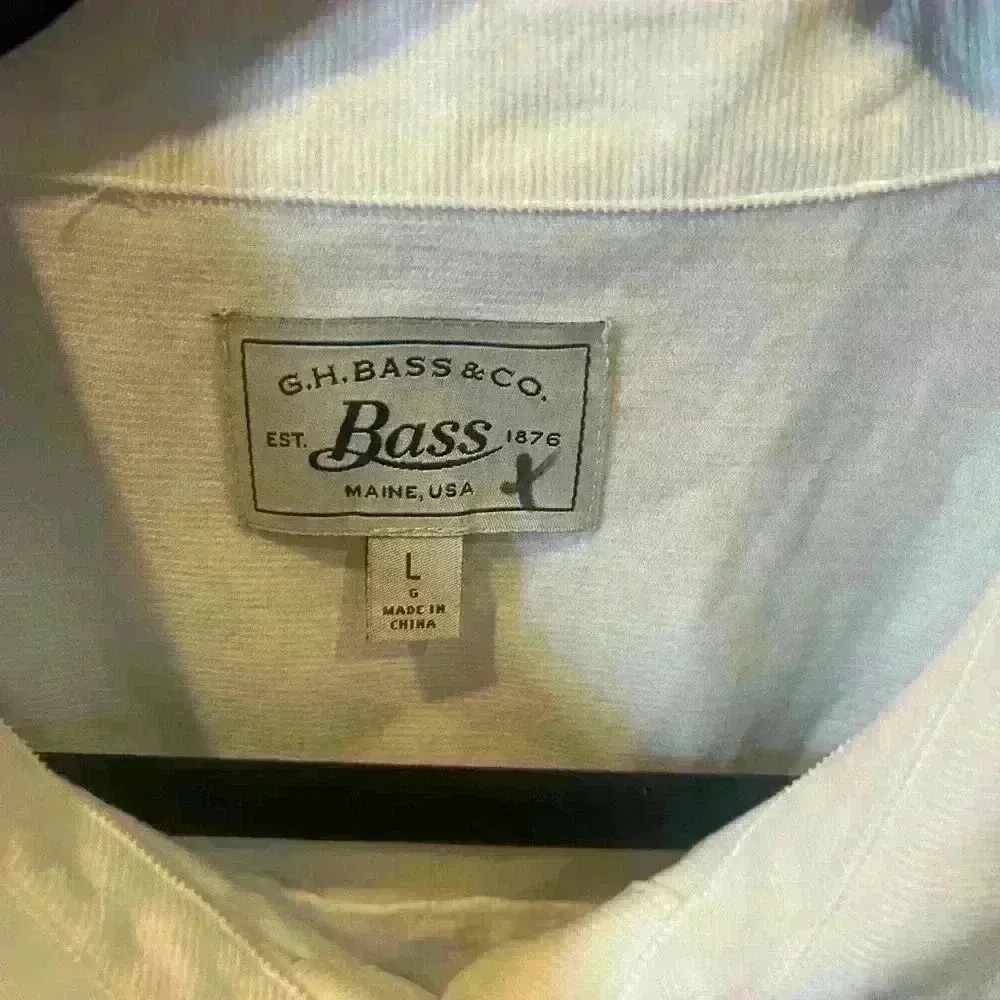 G.H.BASS & CO.
EST. Bass 1876
MAINE, USA
L
G
MADE IN
CHINA